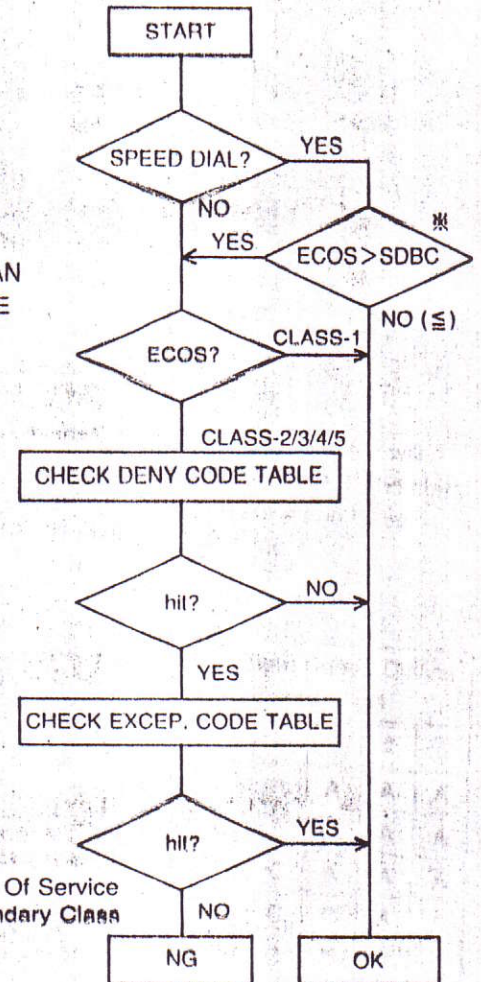 START
SPEED DIAL?
YES
NO
YES
ECOS>SDBC
※
AN
E
NO (≦)
ECOS?
CLASS-1
CLASS-2/3/4/5
CHECK DENY CODE TABLE
hit?
NO
YES
CHECK EXCEP. CODE TABLE
hit?
YES
Of Service
ndary Class
NO
NG
OK